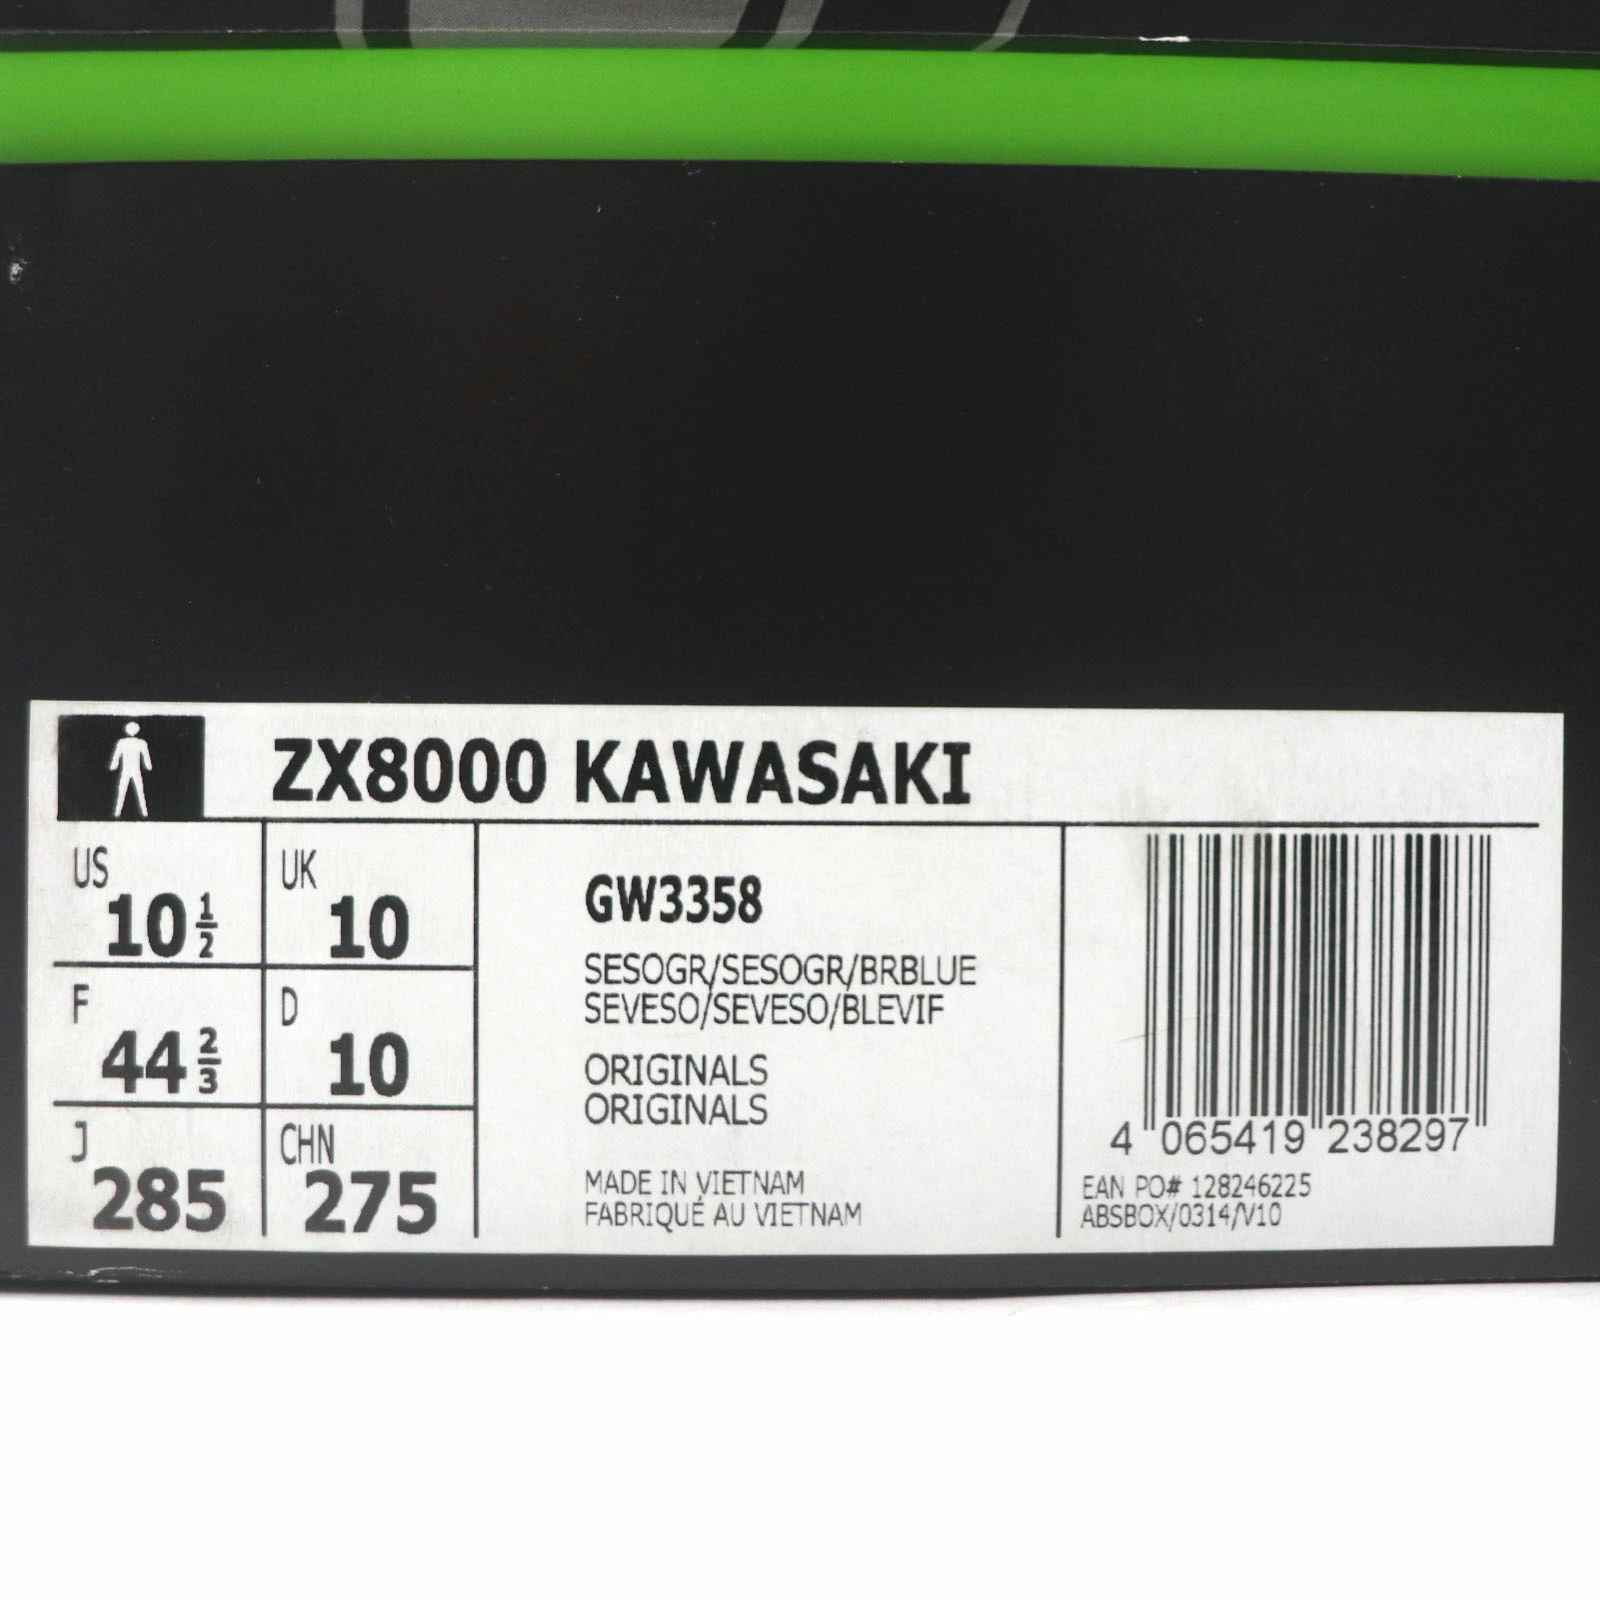 ZX8000 KAWASAKI
US
10 1/2
UK
10
F
44 2/3
D
10
J
285
CHN
275
GW3358
SESOGR/SESOGR/BRBLUE
SEVESO/SEVESO/BLEVIF
ORIGINALS
ORIGINALS
MADE IN VIETNAM
FABRIQUÉ AU VIETNAM
4 065419 238297
EAN PO# 128246225
ABSBOX/0314/V10